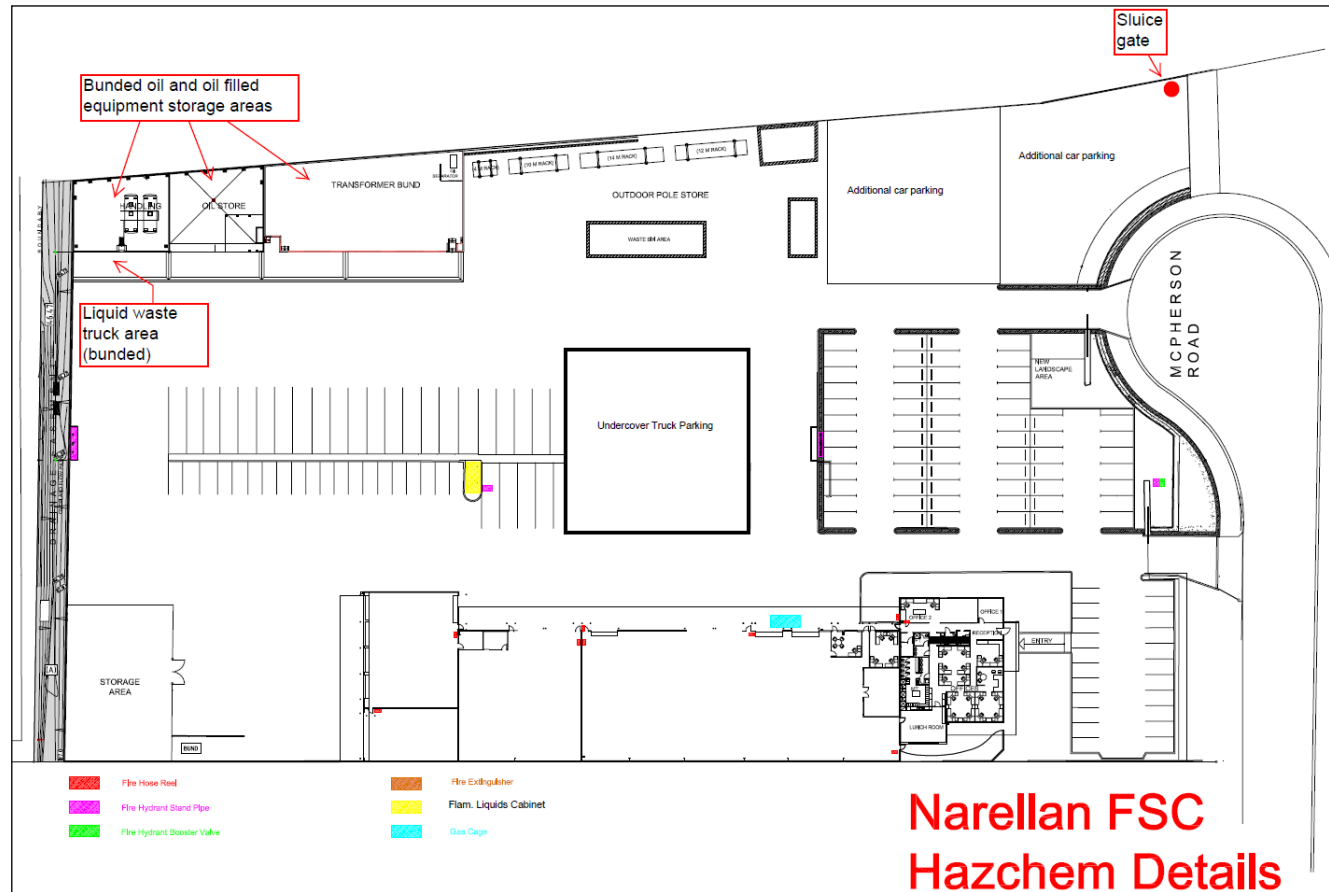 Sluice
gate
Bunded oil and oil filled
equipment storage areas
Additional car parking
TRANSFORMER BUND
(10 M RACK)
(14 M RACK)
(12 M RACK)
SEPARATOR
Additional car parking
OUTDOOR POLE STORE
HANDLING
OIL STORE
WASTE BIN AREA
BOUNDARY
MCPHERSON
ROAD
Liquid waste
truck area
(bunded)
NEW
LANDSCAPE
AREA
Undercover Truck Parking
OFFICE 1
OFFICE 2
RECEPTION
ENTRY
OFFICES
STORAGE
AREA
LUNCH ROOM
BUND
Fire Hose Reel
Fire Extinguisher
Fire Hydrant Stand Pipe
Flam. Liquids Cabinet
Fire Hydrant Booster Valve
Gas Cage
Narellan FSC
Hazchem Details